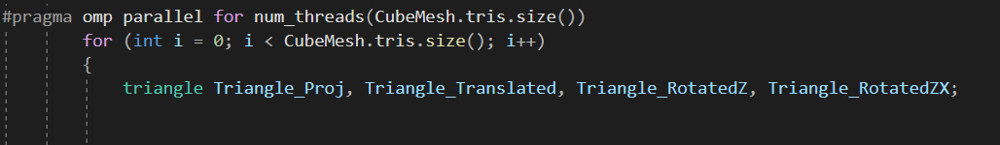 #pragma omp parallel for num_threads(CubeMesh.tris.size())
for (int i = 0; i < CubeMesh.tris.size(); i++)
{
triangle Triangle_Proj, Triangle_Translated, Triangle_RotatedZ, Triangle_RotatedZX;